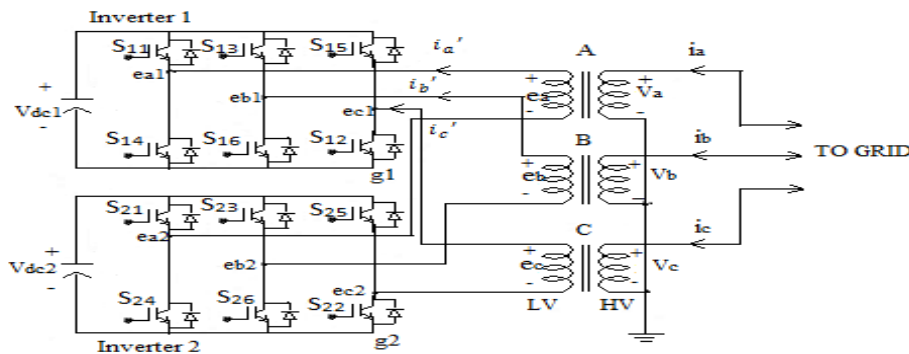 Inverter 1
S11 S13 S15
ia' A ia
ea1
+ ib' + +
eb1 ea Va
Vdc1 ec1 - -
-
S14 S16 S12 ic' B ib
TO GRID
g1 + +
eb Vb
- -
S21 S23 S25 C ic
ea2
+ + +
Vdc2 eb2 ec Vc
- ec2 - -
S24 S26 S22 LV HV
g2
Inverter 2